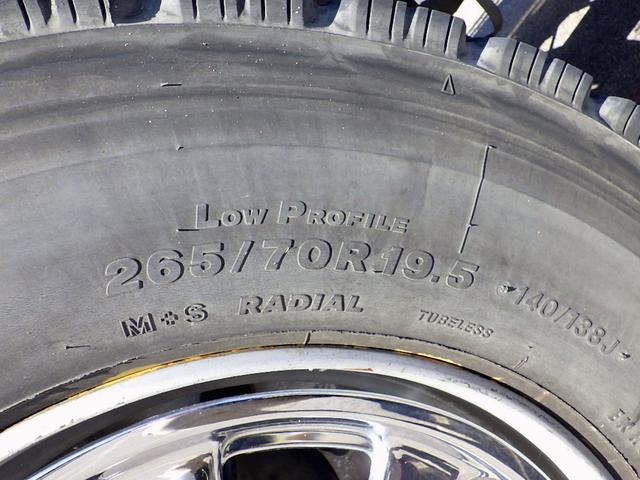 LOW PROFILE
265/70R19.5
140/138J
M+S RADIAL TUBELESS